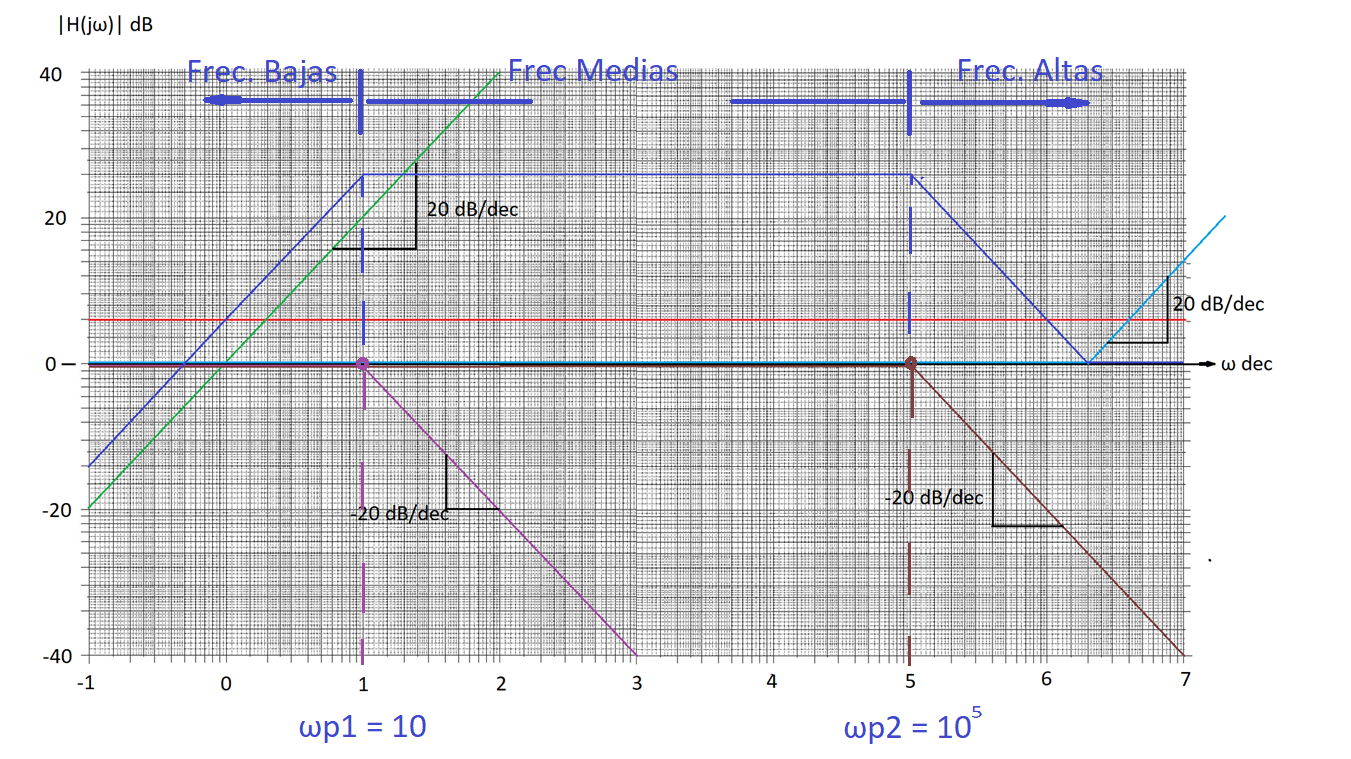 |H(jω)| dB
Frec. Bajas
Frec Medias
Frec. Altas
40
20 dB/dec
20
20 dB/dec
0
ω dec
-20 dB/dec
-20 dB/dec
-20
-40
-1 0 1 2 3 4 5 6 7
ωp1 = 10
ωp2 = 10⁵